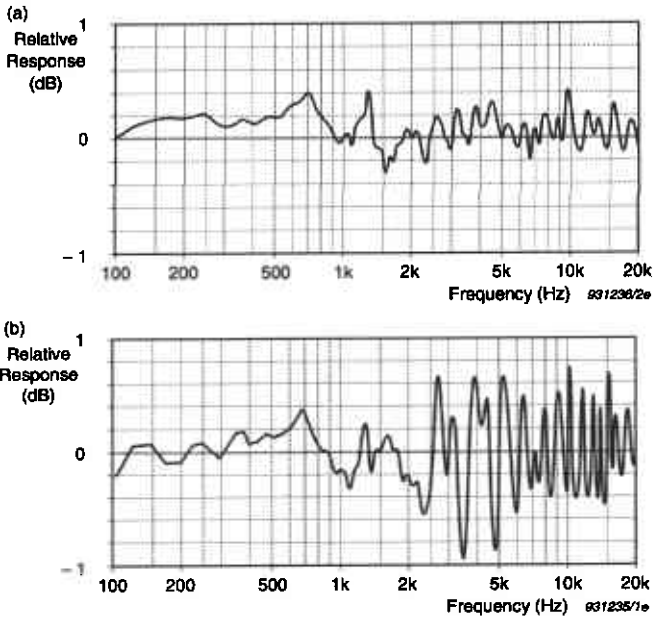 (a)
Relative
Response
(dB)
1
0
– 1
100 200 500 1k 2k 5k 10k 20k
Frequency (Hz) 931236/2e
(b)
Relative
Response
(dB)
1
0
– 1
100 200 500 1k 2k 5k 10k 20k
Frequency (Hz) 931235/1e